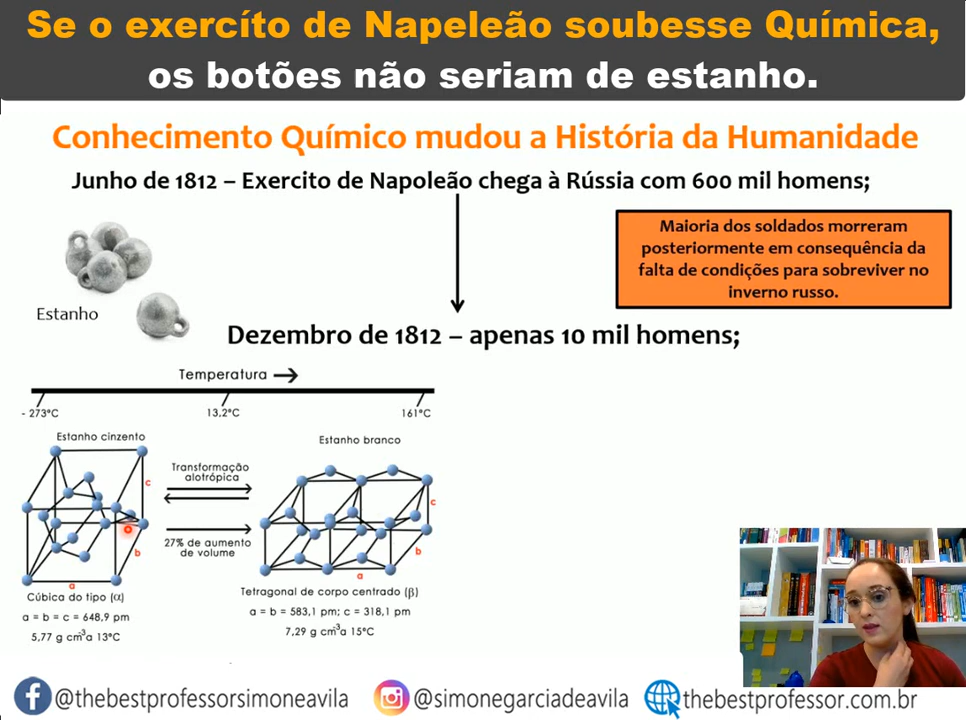 Se o exercíto de Napeleão soubesse Química,
os botões não seriam de estanho.
Conhecimento Químico mudou a História da Humanidade
Junho de 1812 – Exercito de Napoleão chega à Rússia com 600 mil homens;
Maioria dos soldados morreram
posteriormente em consequência da
falta de condições para sobreviver no
inverno russo.
Estanho
Dezembro de 1812 – apenas 10 mil homens;
Temperatura
- 273°C
13,2°C
161°C
Estanho cinzento
Estanho branco
Transformação
alotrópica
27% de aumento
de volume
c
b
a
c
b
a
Cúbica do tipo (α)
a = b = c = 648,9 pm
5,77 g cm⁻³a 13°C
Tetragonal de corpo centrado (β)
a = b = 583,1 pm; c = 318,1 pm
7,29 g cm⁻³a 15°C
@thebestprofessorsimoneavila
@simonegarciadeavila
thebestprofessor.com.br